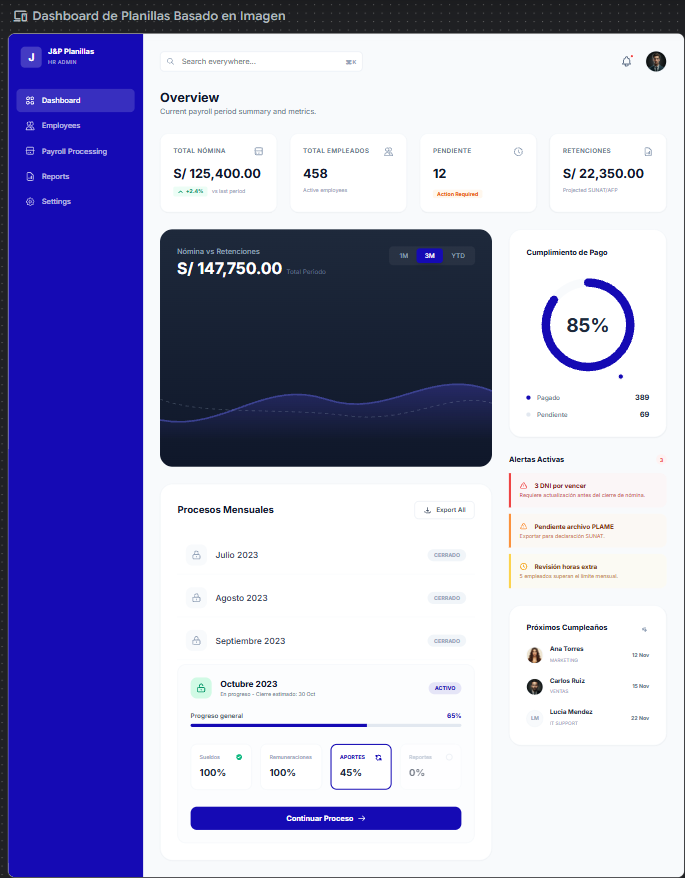 Dashboard de Planillas Basado en Imagen
J
J&P Planillas
HR ADMIN
Dashboard
Employees
Payroll Processing
Reports
Settings
Search everywhere...
⌘K
Overview
Current payroll period summary and metrics.
TOTAL NÓMINA
S/ 125,400.00
+2.4% vs last period
TOTAL EMPLEADOS
458
Active employees
PENDIENTE
12
Action Required
RETENCIONES
S/ 22,350.00
Projected SUNAT/AFP
Nómina vs Retenciones
S/ 147,750.00 Total Periodo
1M 3M YTD
Cumplimiento de Pago
85%
Pagado 389
Pendiente 69
Alertas Activas 3
3 DNI por vencer
Requiere actualización antes del cierre de nómina.
Pendiente archivo PLAME
Exportar para declaración SUNAT.
Revisión horas extra
5 empleados superan el límite mensual.
Próximos Cumpleaños
Ana Torres
MARKETING
12 Nov
Carlos Ruiz
VENTAS
15 Nov
LM
Lucia Mendez
IT SUPPORT
22 Nov
Procesos Mensuales
Export All
Julio 2023 CERRADO
Agosto 2023 CERRADO
Septiembre 2023 CERRADO
Octubre 2023
En progreso - Cierre estimado: 30 Oct
ACTIVO
Progreso general 65%
Sueldos
100%
Remuneraciones
100%
APORTES
45%
Reportes
0%
Continuar Proceso →